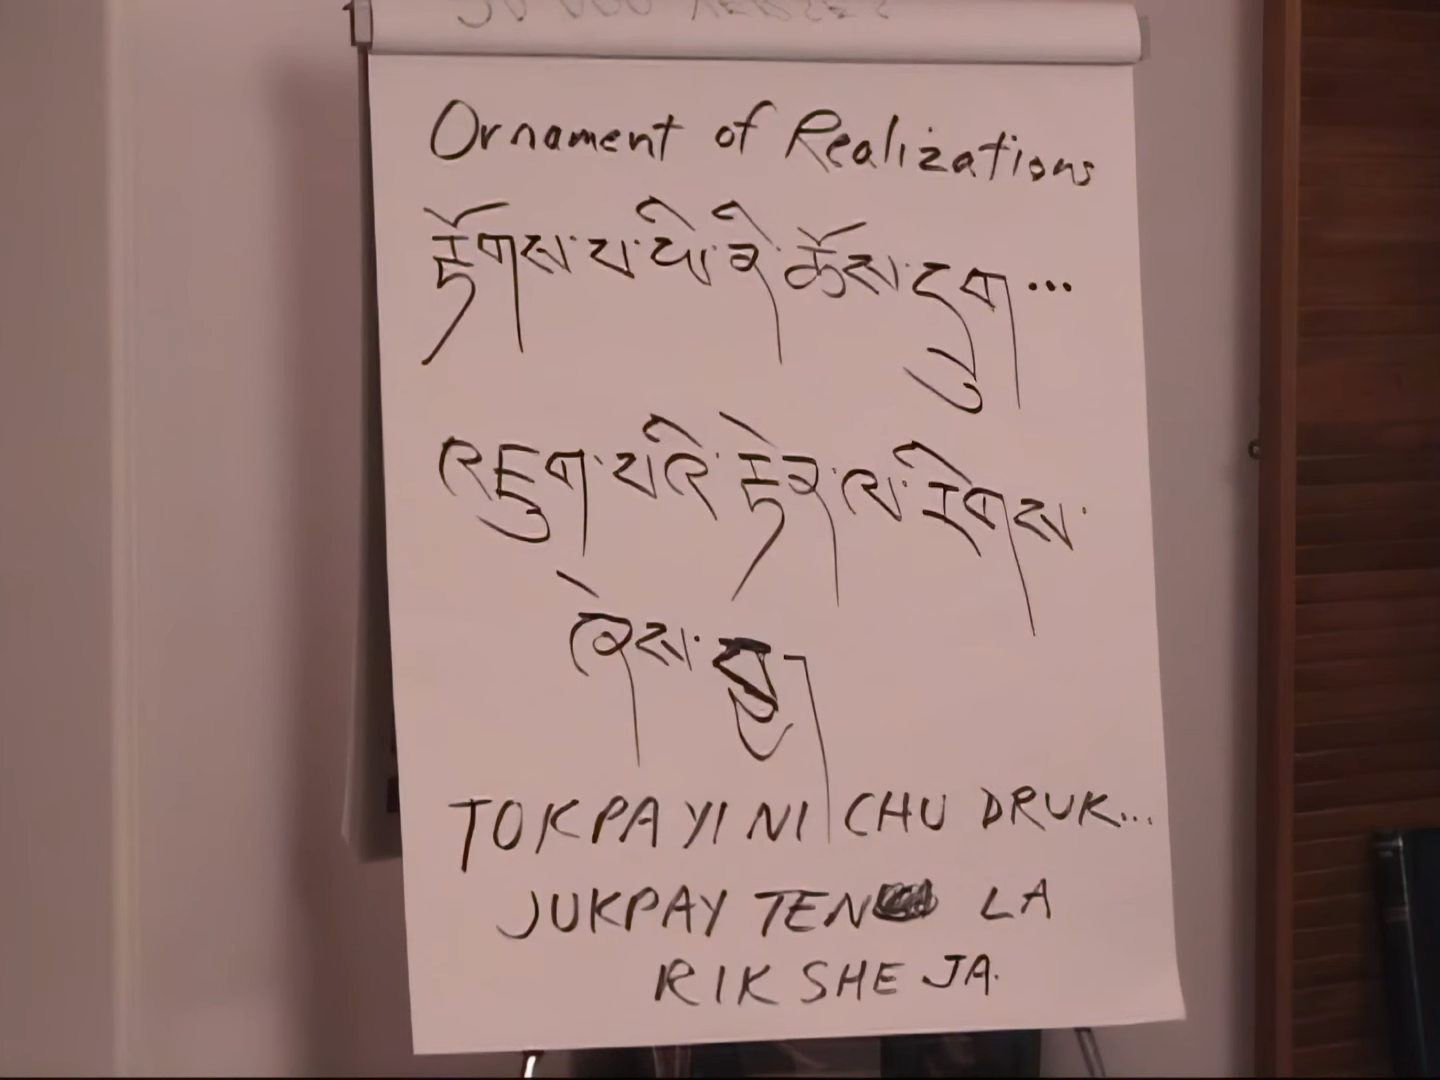 Ornament of Realizations
རྟོགས་པ་ཡི་ནི་ཆོས་དྲུག...
འཇུག་པའི་རྟེན་ལ་རིགས་
ཞེས་བྱ།
TOKPA YI NI CHU DRUK...
JUKPAY TEN LA
RIK SHE JA.